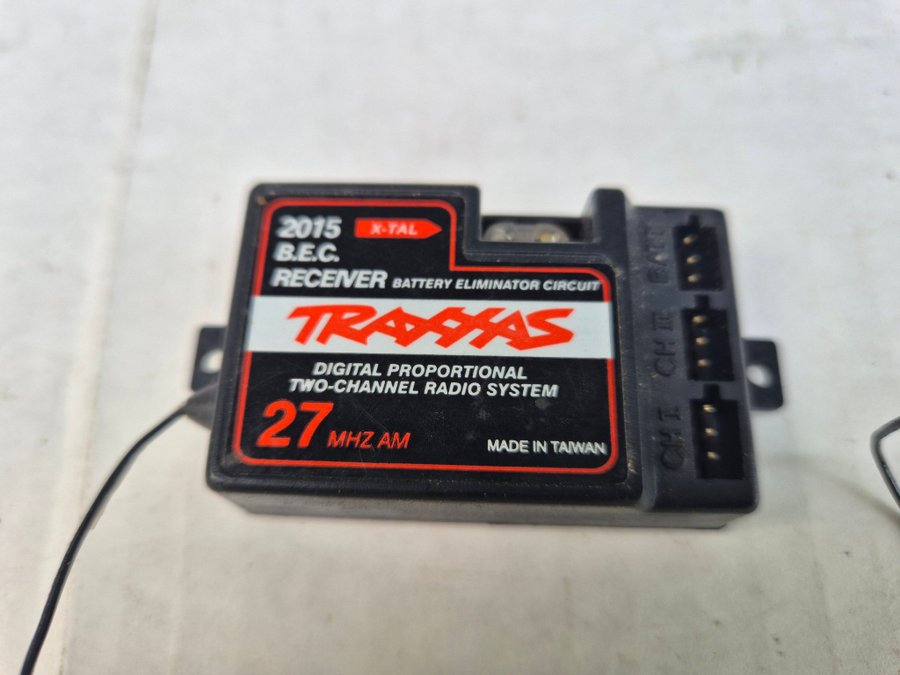 2015 X-TAL
B.E.C.
RECEIVER BATTERY ELIMINATOR CIRCUIT
TRAXXAS
DIGITAL PROPORTIONAL
TWO-CHANNEL RADIO SYSTEM
27 MHZ AM
MADE IN TAIWAN
BATT
CH II
CH I